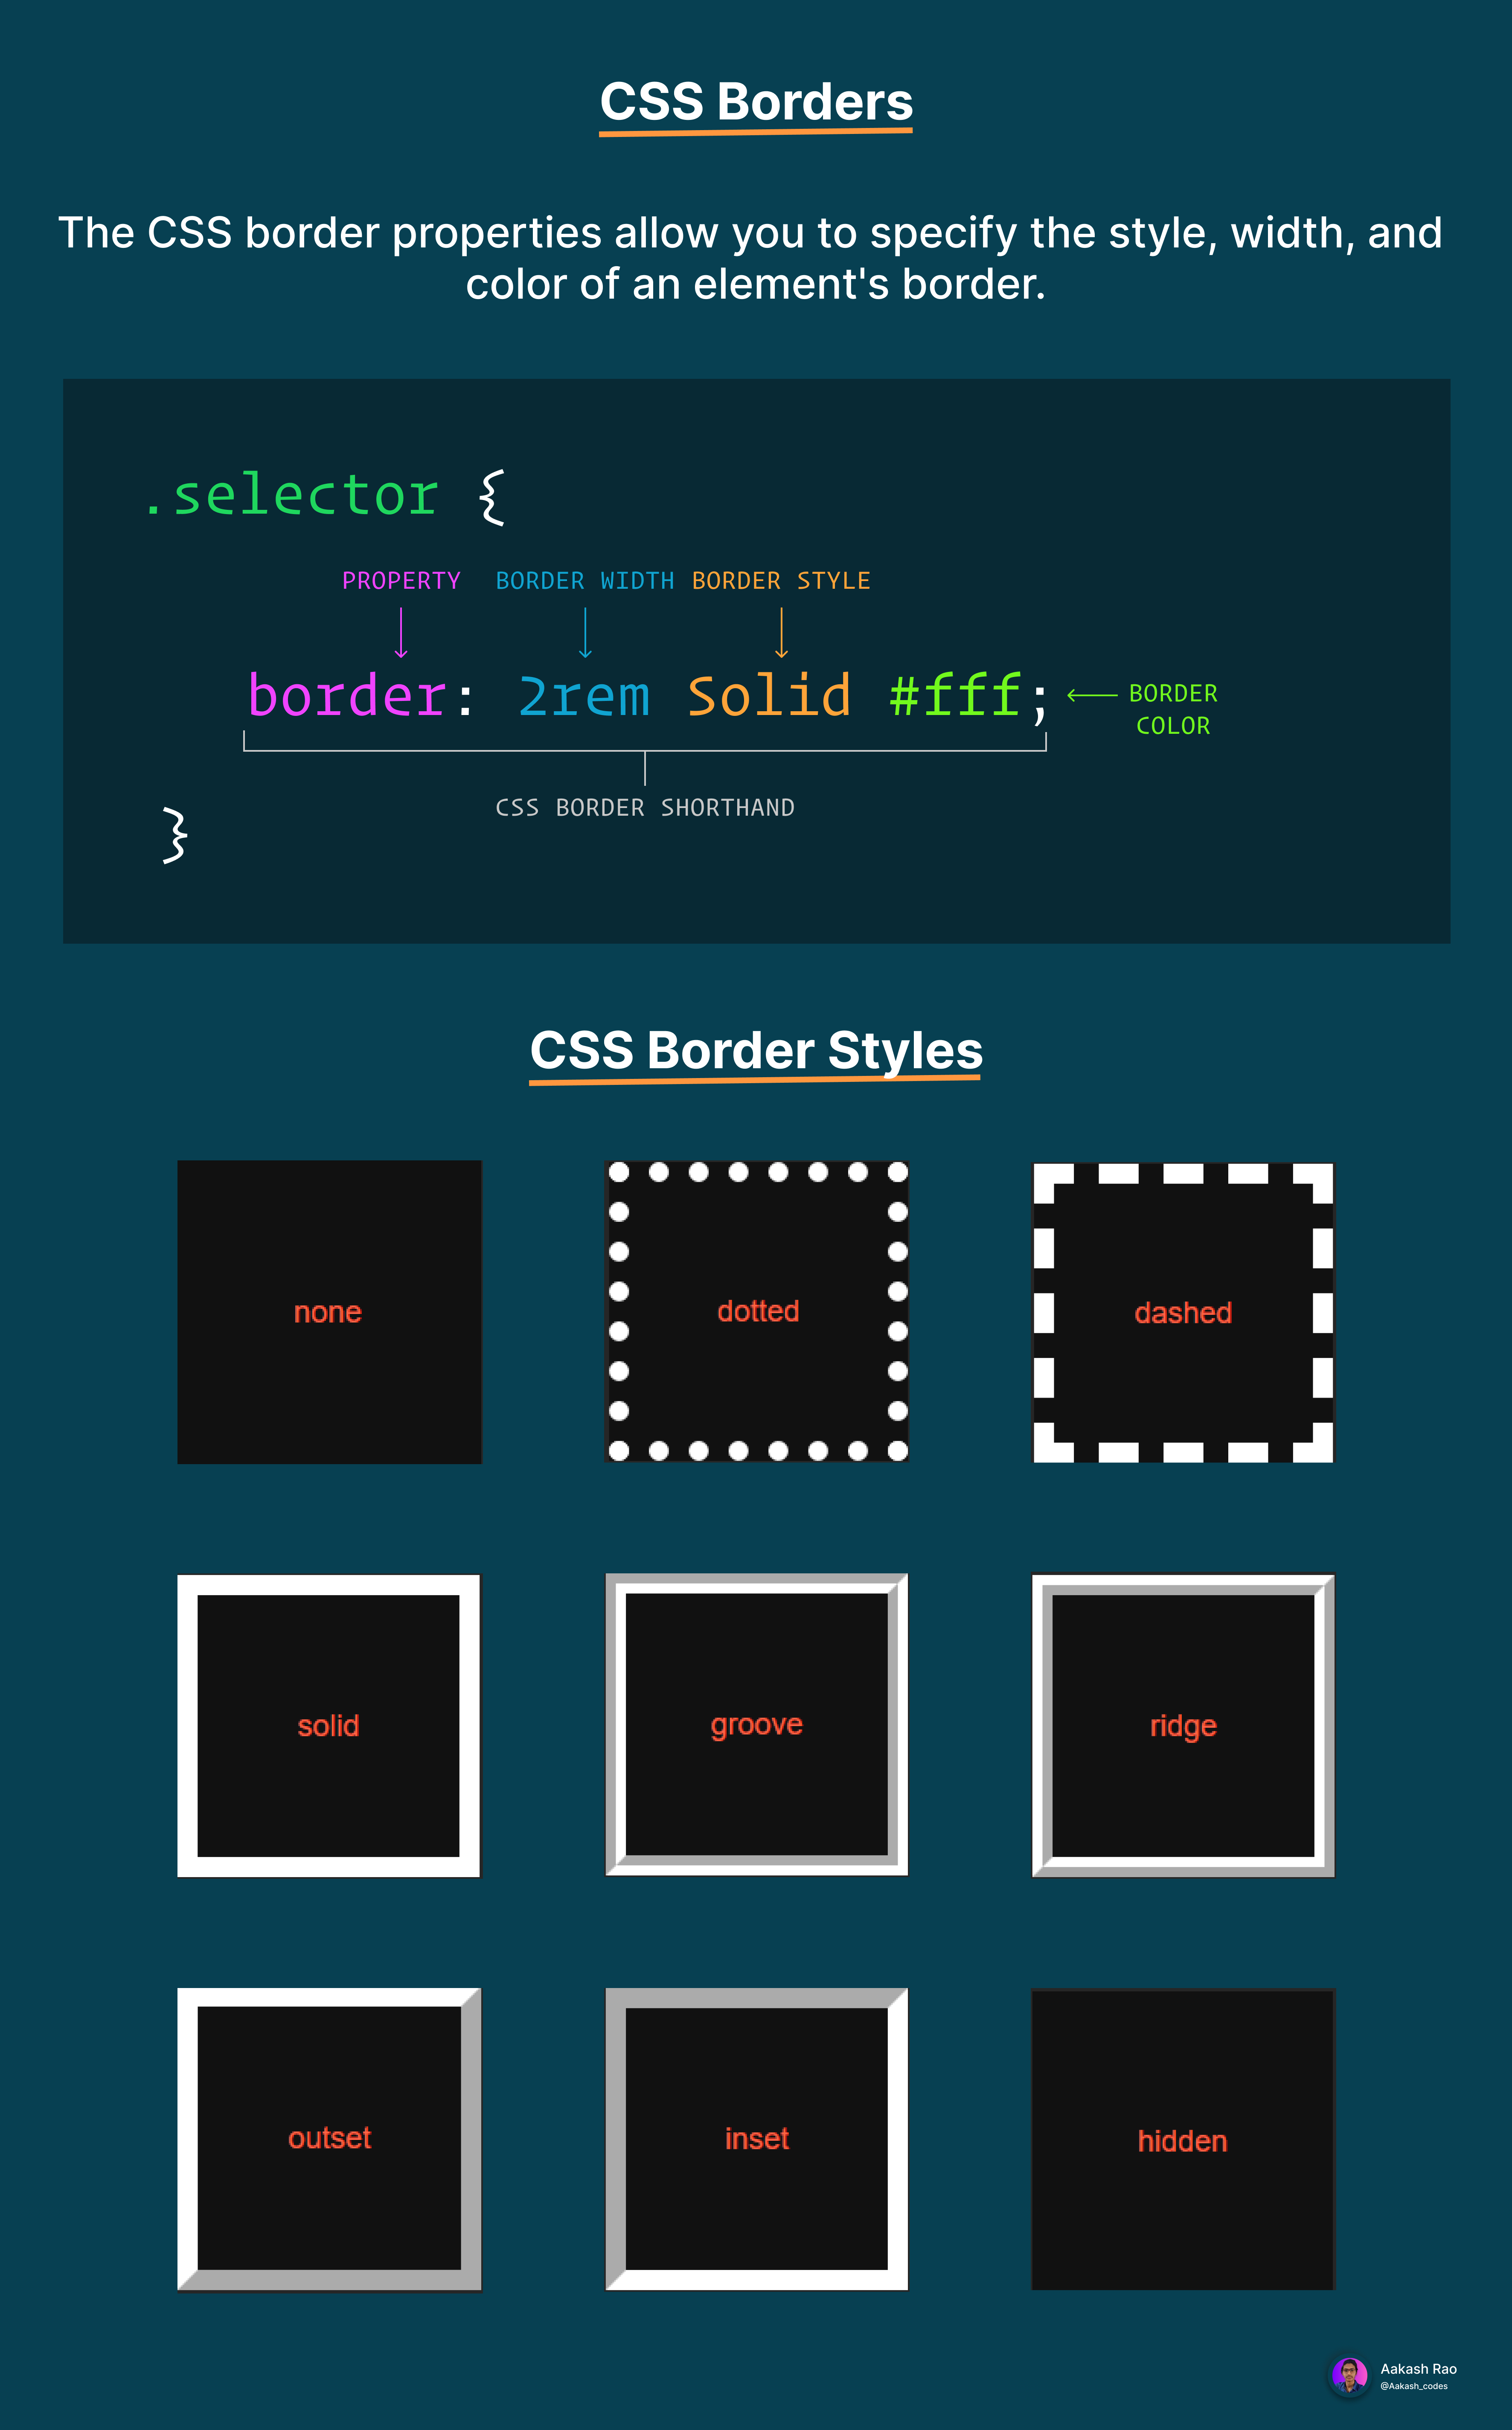 CSS Borders
The CSS border properties allow you to specify the style, width, and
color of an element's border.
.selector {
PROPERTY BORDER WIDTH BORDER STYLE
border: 2rem Solid #fff;
BORDER
COLOR
CSS BORDER SHORTHAND
}
CSS Border Styles
none
dotted
dashed
solid
groove
ridge
outset
inset
hidden
Aakash Rao
@Aakash_codes